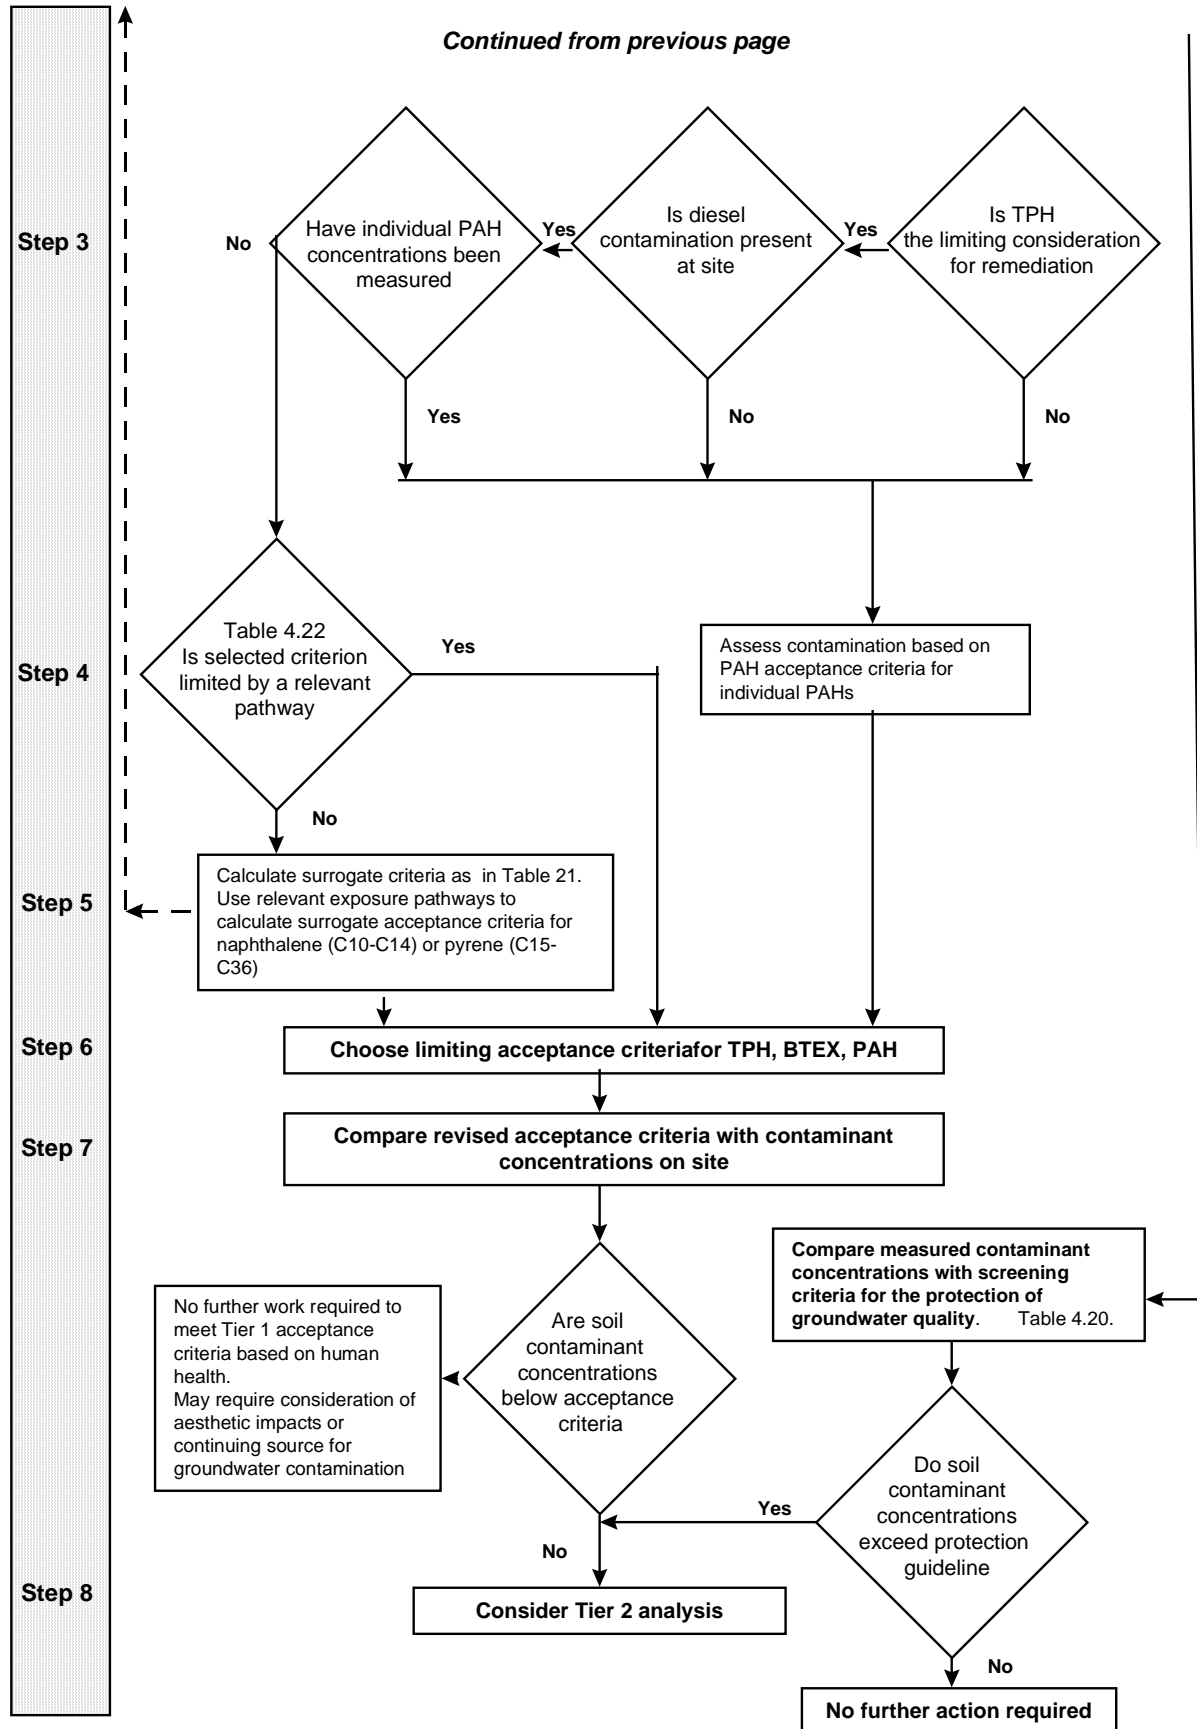 Continued from previous page
Step 3
No
Have individual PAH
concentrations been
measured
Yes
Is diesel
contamination present
at site
Yes
Is TPH
the limiting consideration
for remediation
Yes
No
No
Step 4
Table 4.22
Is selected criterion
limited by a relevant
pathway
Yes
Assess contamination based on
PAH acceptance criteria for
individual PAHs
No
Step 5
Calculate surrogate criteria as in Table 21.
Use relevant exposure pathways to
calculate surrogate acceptance criteria for
naphthalene (C10-C14) or pyrene (C15-
C36)
Step 6
Choose limiting acceptance criteriafor TPH, BTEX, PAH
Step 7
Compare revised acceptance criteria with contaminant
concentrations on site
Compare measured contaminant
concentrations with screening
criteria for the protection of
groundwater quality. Table 4.20.
No further work required to
meet Tier 1 acceptance
criteria based on human
health.
May require consideration of
aesthetic impacts or
continuing source for
groundwater contamination
Are soil
contaminant
concentrations
below acceptance
criteria
Do soil
contaminant
concentrations
exceed protection
guideline
Yes
No
Step 8
Consider Tier 2 analysis
No
No further action required